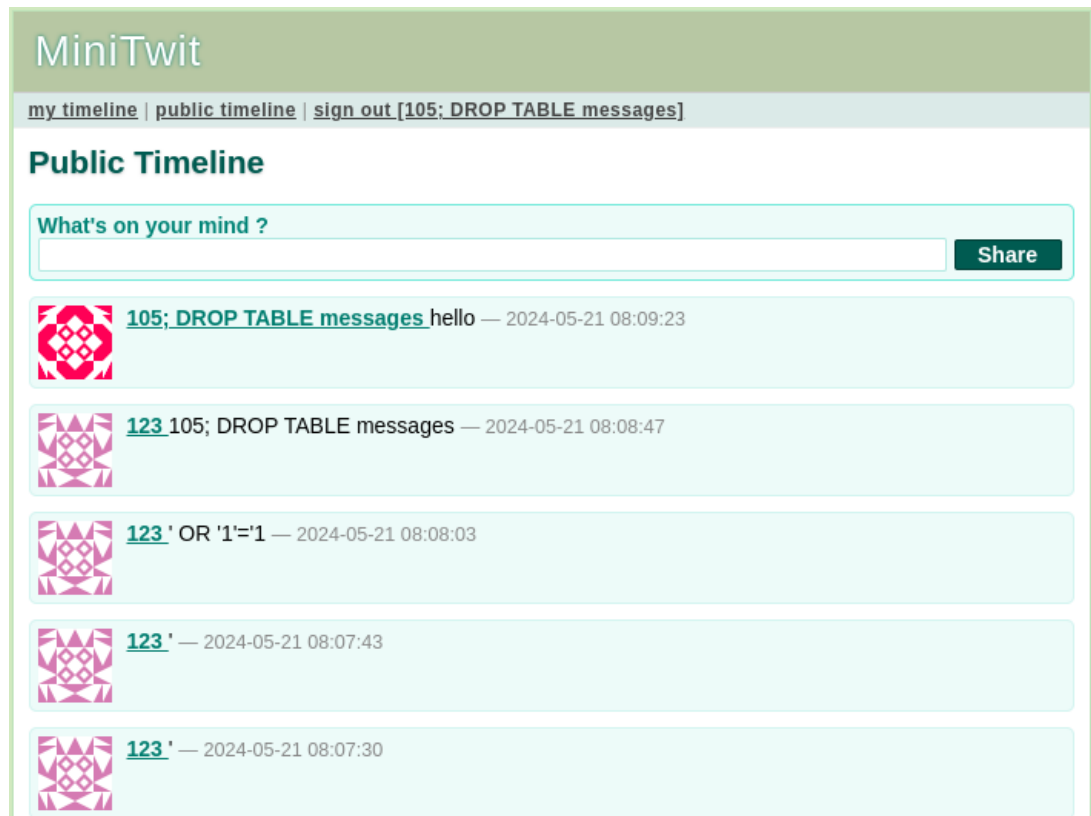 MiniTwit
my timeline | public timeline | sign out [105; DROP TABLE messages]
Public Timeline
What's on your mind ?
Share
105; DROP TABLE messages hello — 2024-05-21 08:09:23
123 105; DROP TABLE messages — 2024-05-21 08:08:47
123 ' OR '1'='1 — 2024-05-21 08:08:03
123 ' — 2024-05-21 08:07:43
123 ' — 2024-05-21 08:07:30